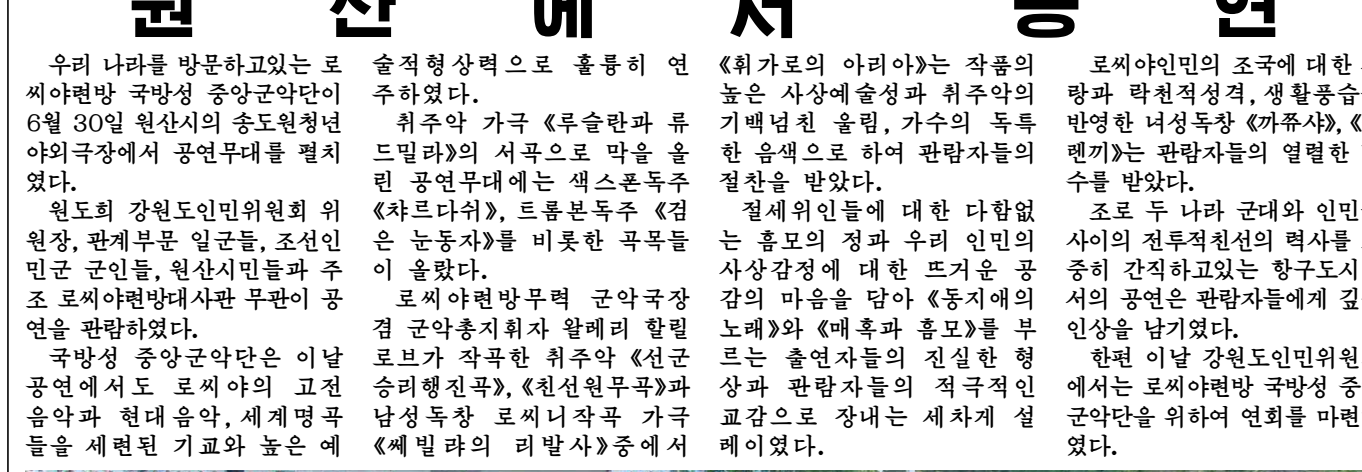 원산에서 공연
우리 나라를 방문하고있는 로
씨야련방 국방성 중앙군악단이
6월 30일 원산시의 송도원청년
야외극장에서 공연무대를 펼치
였다.
원도희 강원도인민위원회 위
원장, 관계부문 일군들, 조선인
민군 군인들, 원산시민들과 주
조 로씨야련방대사관 무관이 공
연을 관람하였다.
국방성 중앙군악단은 이날
공연에서도 로씨야의 고전
음악과 현대음악, 세계명곡
들을 세련된 기교와 높은 예
술적형상력으로 훌륭히 연
주하였다.
취주악 가극 《루슬란과 류
드밀라》의 서곡으로 막을 올
린 공연무대에는 색스폰독주
《챠르다쉬》, 트롬본독주 《검
은 눈동자》를 비롯한 곡목들
이 올랐다.
로씨야련방무력 군악국장
겸 군악총지휘자 왈레리 할릴
로브가 작곡한 취주악 《선군
승리행진곡》, 《친선원무곡》과
남성독창 로씨니작곡 가극
《쎄빌랴의 리발사》중에서
《휘가로의 아리아》는 작품의
높은 사상예술성과 취주악의
기백넘친 울림, 가수의 독특
한 음색으로 하여 관람자들의
절찬을 받았다.
절세위인들에 대한 다함없
는 흠모의 정과 우리 인민의
사상감정에 대한 뜨거운 공
감의 마음을 담아 《동지애의
노래》와 《매혹과 흠모》를 부
르는 출연자들의 진실한 형
상과 관람자들의 적극적인
교감으로 장내는 세차게 설
레이였다.
로씨야인민의 조국에 대한
랑과 락천적성격, 생활풍습
반영한 녀성독창 《까쮸샤》, 《
렌끼》는 관람자들의 열렬한
수를 받았다.
조로 두 나라 군대와 인민
사이의 전투적친선의 력사를
중히 간직하고있는 항구도시
서의 공연은 관람자들에게 깊
인상을 남기였다.
한편 이날 강원도인민위원
에서는 로씨야련방 국방성 중
군악단을 위하여 연회를 마련
였다.